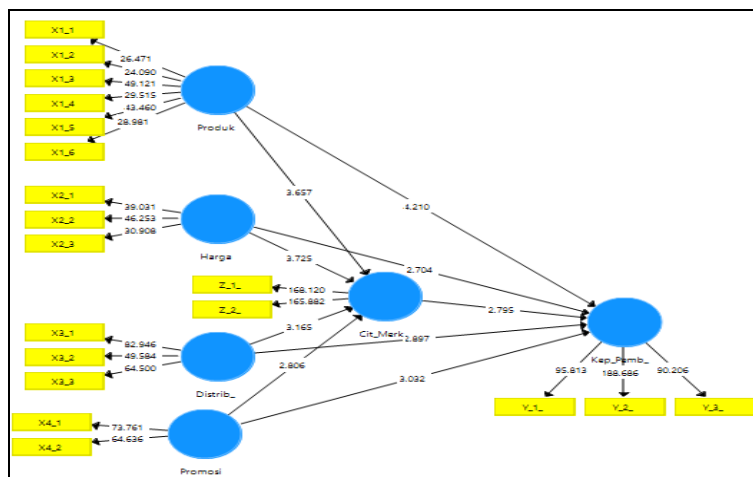 X1_1
X1_2
X1_3
X1_4
X1_5
X1_6
26.471
24.090
49.121
29.515
43.460
28.981
Produk
3.657
4.210
X2_1
X2_2
X2_3
39.031
46.253
30.908
Harga
3.725
2.704
Z_1_
Z_2_
168.120
165.882
Cit_Merk_
2.795
X3_1
X3_2
X3_3
82.946
49.584
64.500
Distrib_
3.165
2.897
Kep_Pemb_
X4_1
X4_2
73.761
64.636
Promosi
2.806
3.032
95.813
188.686
90.206
Y_1_
Y_2_
Y_3_